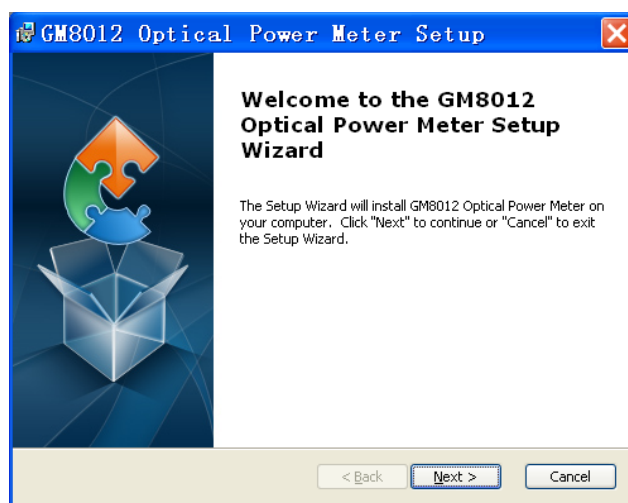 GM8012 Optical Power Meter Setup
Welcome to the GM8012
Optical Power Meter Setup
Wizard
The Setup Wizard will install GM8012 Optical Power Meter on
your computer. Click "Next" to continue or "Cancel" to exit
the Setup Wizard.
< Back
Next >
Cancel